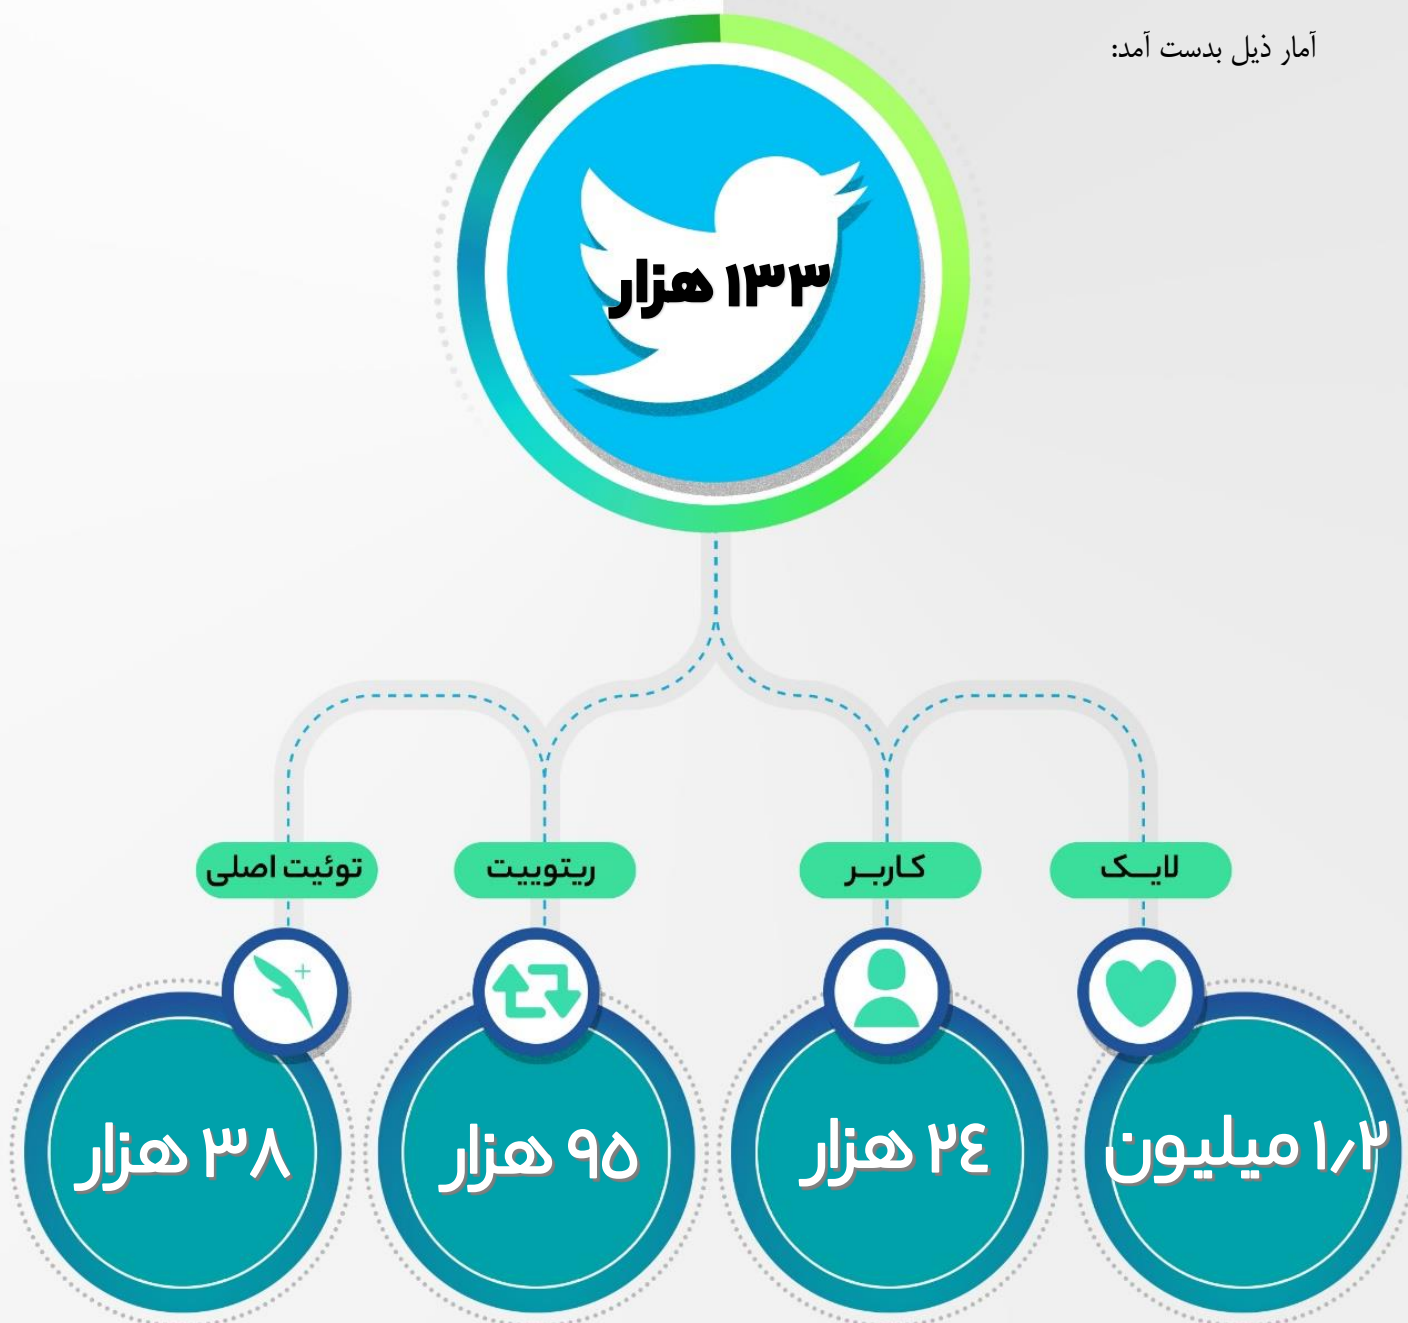 آمار ذیل بدست آمد:
۱۳۳ هزار
لایــک
کـاربــر
ریتوییت
توئیت اصلی
۱٫۲ میلیون
۲٤ هزار
۹۵ هزار
۳۸ هزار